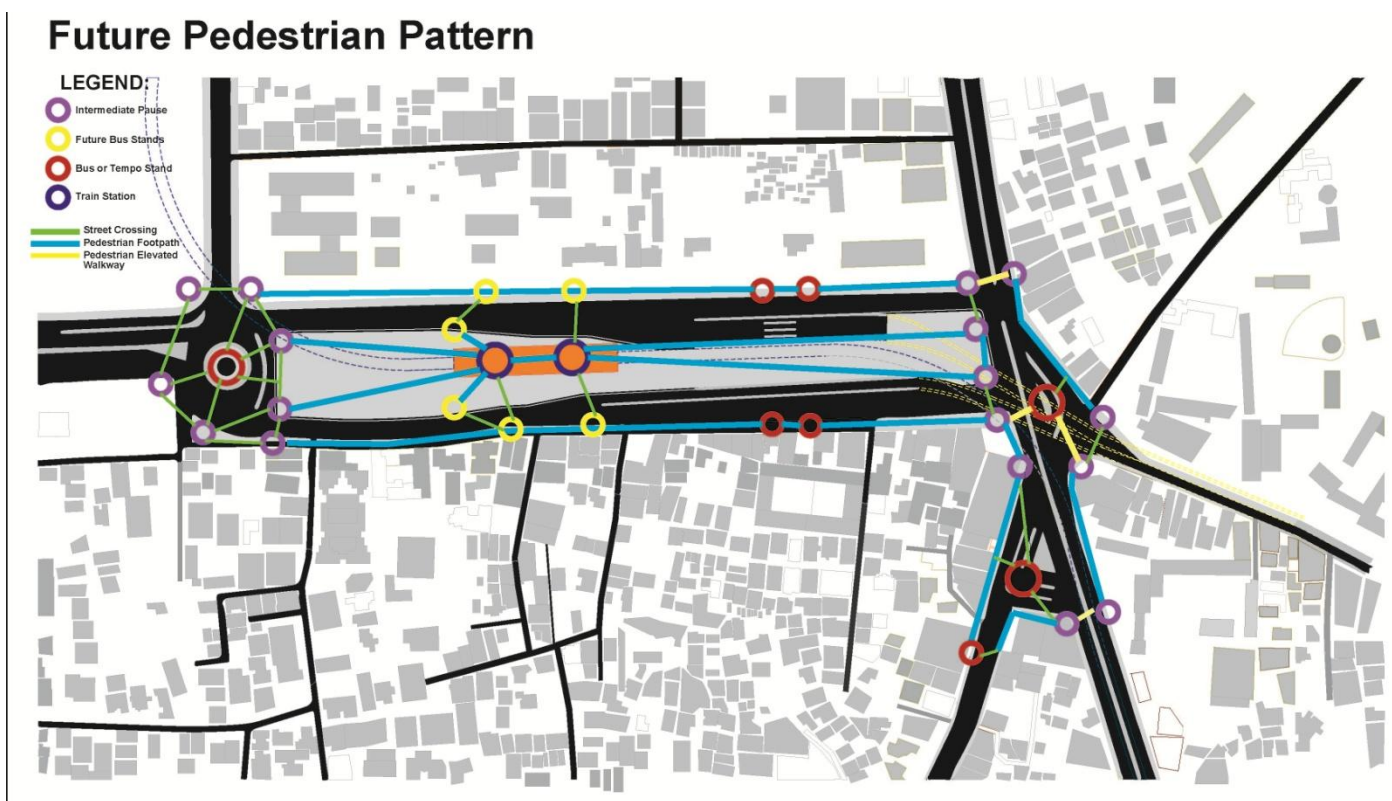 Future Pedestrian Pattern
LEGEND:
Intermediate Pause
Future Bus Stands
Bus or Tempo Stand
Train Station
Street Crossing
Pedestrian Footpath
Pedestrian Elevated
Walkway